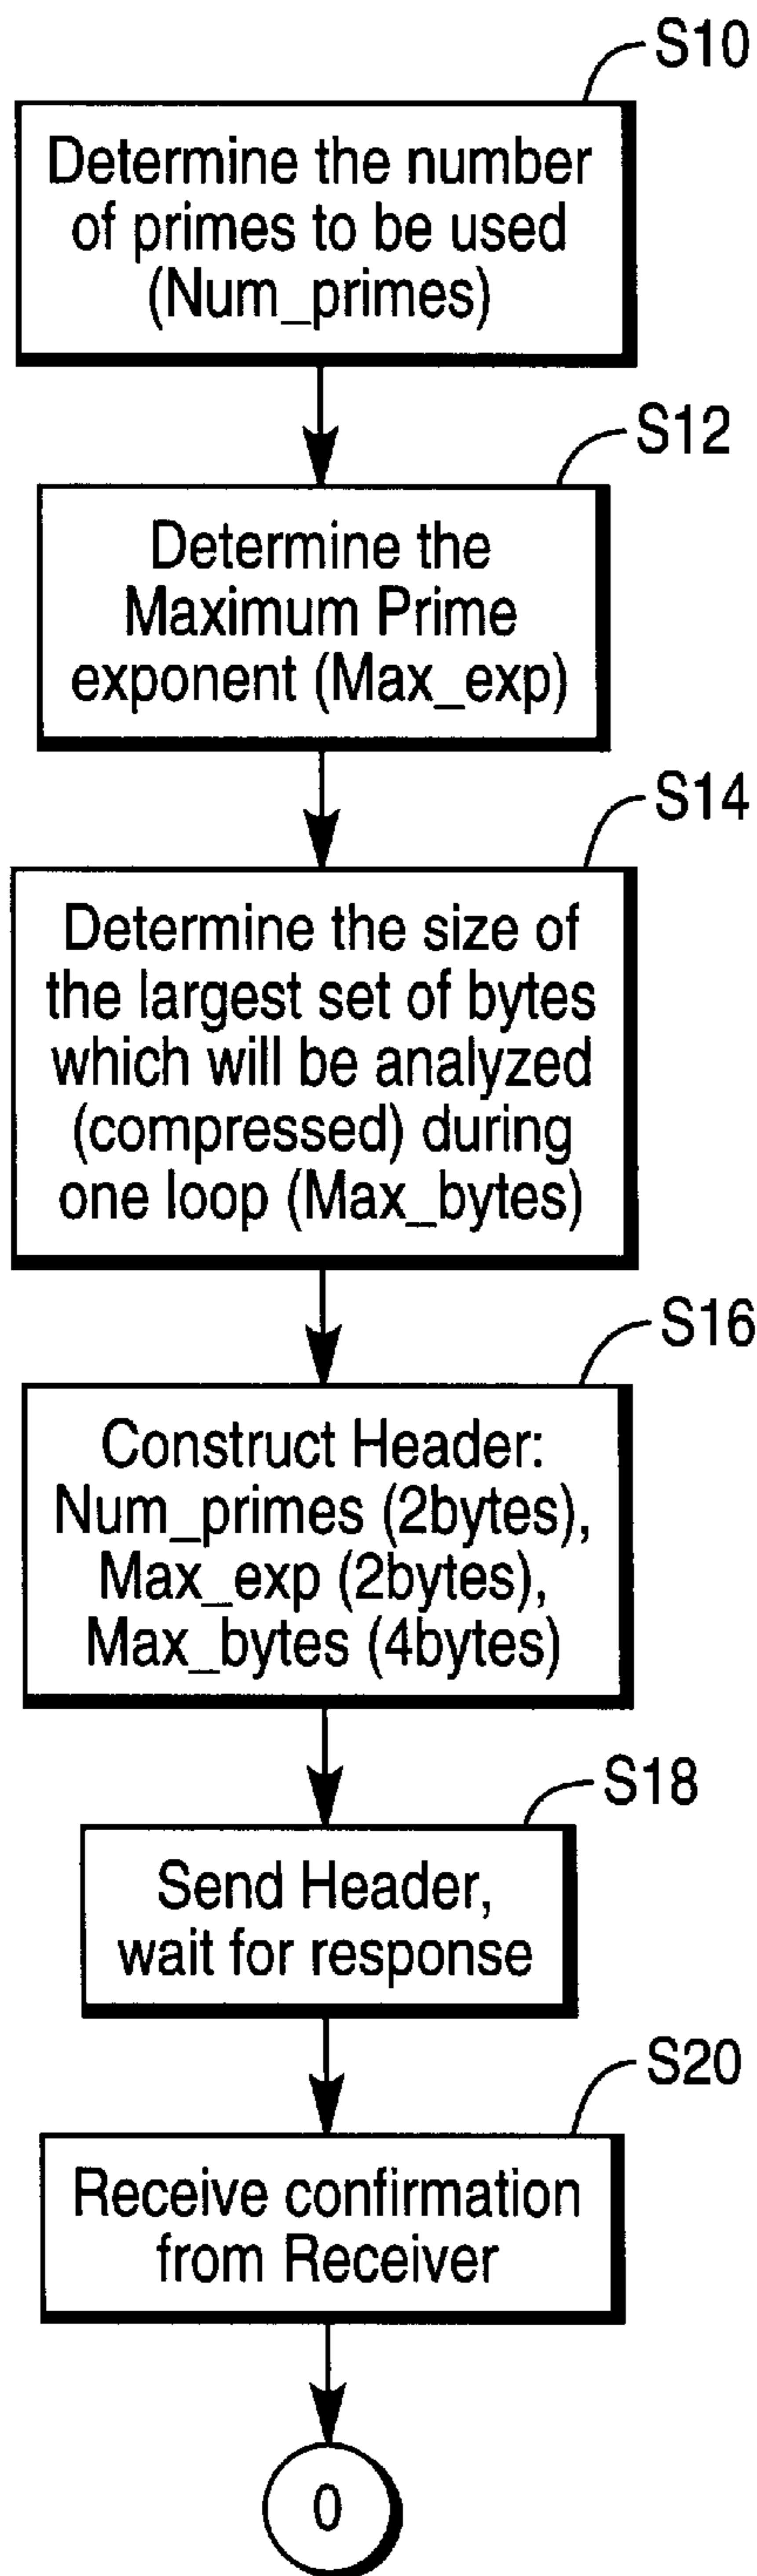 S10
Determine the number
of primes to be used
(Num_primes)
S12
Determine the
Maximum Prime
exponent (Max_exp)
S14
Determine the size of
the largest set of bytes
which will be analyzed
(compressed) during
one loop (Max_bytes)
S16
Construct Header:
Num_primes (2bytes),
Max_exp (2bytes),
Max_bytes (4bytes)
S18
Send Header,
wait for response
S20
Receive confirmation
from Receiver
0